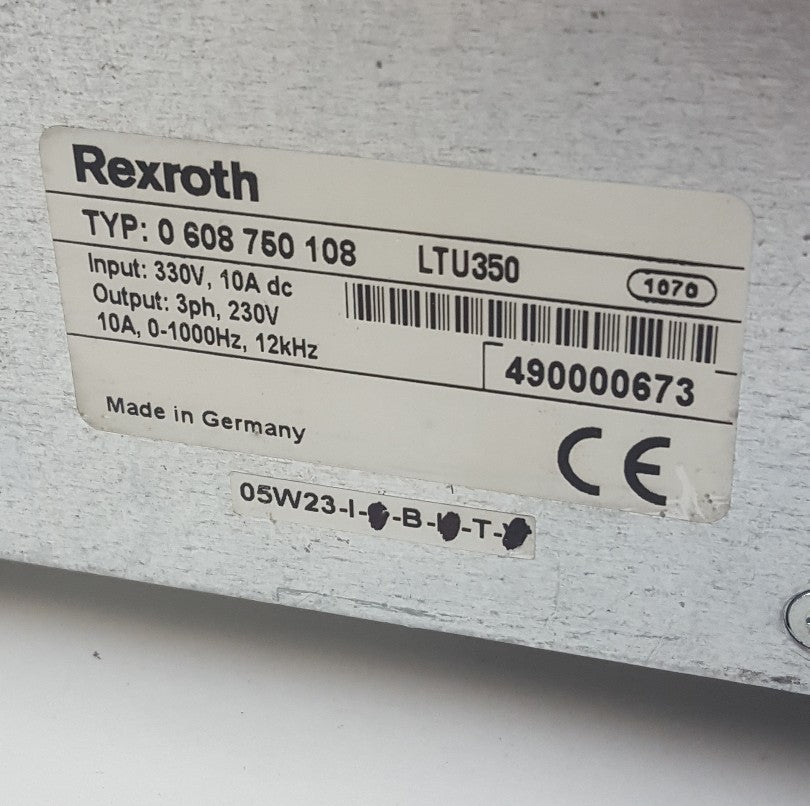 Rexroth
TYP: 0 608 750 108 LTU350
1070
Input: 330V, 10A dc
Output: 3ph, 230V
10A, 0-1000Hz, 12kHz
490000673
Made in Germany
CE
05W23-I- -B- -T-